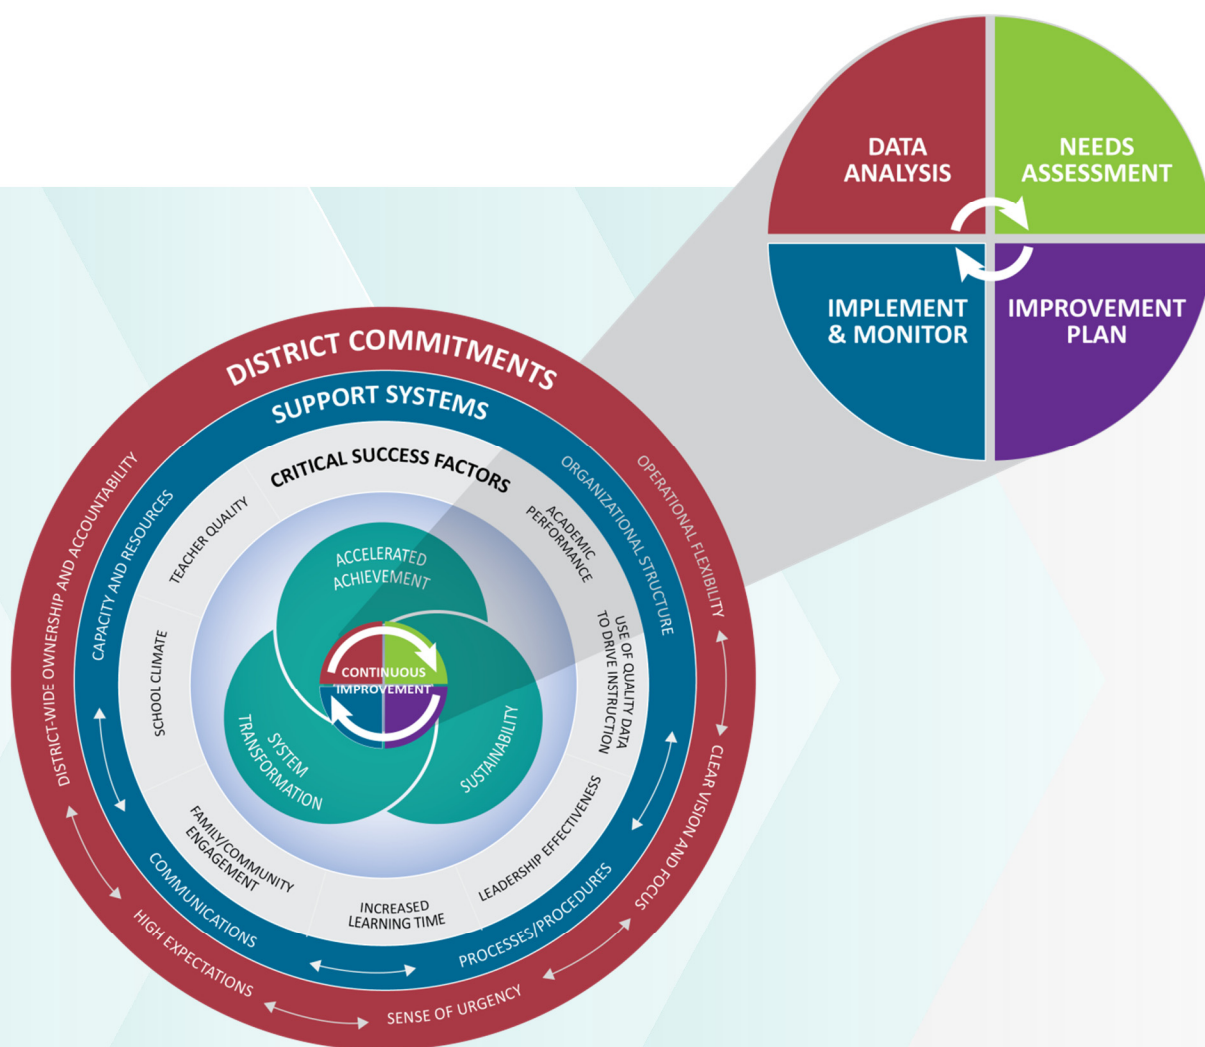 DATA
ANALYSIS
NEEDS
ASSESSMENT
IMPLEMENT
& MONITOR
IMPROVEMENT
PLAN
DISTRICT COMMITMENTS
DISTRICT-WIDE OWNERSHIP AND ACCOUNTABILITY
OPERATIONAL FLEXIBILITY
CLEAR VISION AND FOCUS
SENSE OF URGENCY
HIGH EXPECTATIONS
SUPPORT SYSTEMS
CAPACITY AND RESOURCES
ORGANIZATIONAL STRUCTURE
PROCESSES/PROCEDURES
COMMUNICATIONS
CRITICAL SUCCESS FACTORS
ACADEMIC
PERFORMANCE
USE OF QUALITY DATA
TO DRIVE INSTRUCTION
LEADERSHIP EFFECTIVENESS
INCREASED
LEARNING TIME
FAMILY/COMMUNITY
ENGAGEMENT
SCHOOL CLIMATE
TEACHER QUALITY
ACCELERATED
ACHIEVEMENT
SUSTAINABILITY
SYSTEM
TRANSFORMATION
CONTINUOUS
IMPROVEMENT